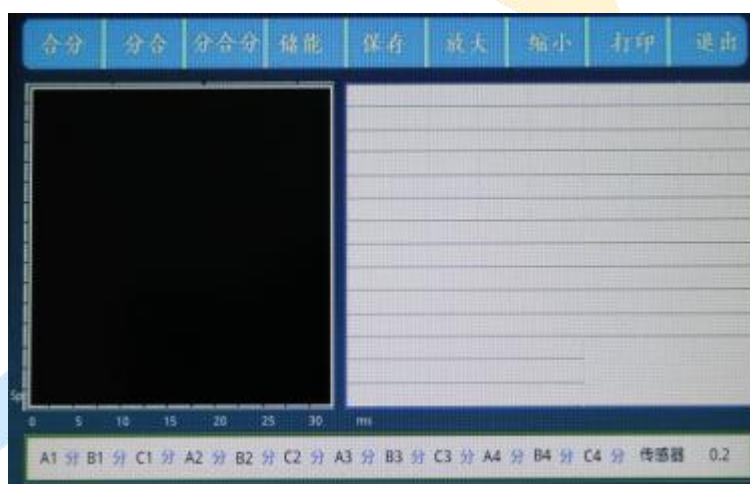 合分 分合 分合分 储能 保存 放大 缩小 打印 退出
0 5 10 15 20 25 30 ms
A1 分 B1 分 C1 分 A2 分 B2 分 C2 分 A3 分 B3 分 C3 分 A4 分 B4 分 C4 分 传感器 0.2